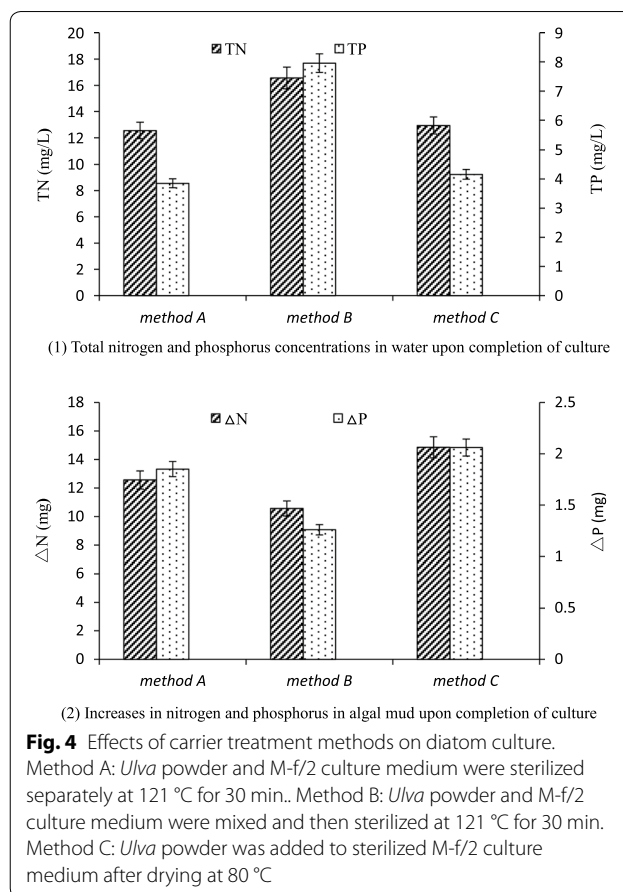 TN TP
20
18
16
14
12
10
8
6
4
2
0
TN (mg/L)
9
8
7
6
5
4
3
2
1
0
TP (mg/L)
method A method B method C
(1) Total nitrogen and phosphorus concentrations in water upon completion of culture
△N △P
18
16
14
12
10
8
6
4
2
0
△N (mg)
2.5
2
1.5
1
0.5
0
△P (mg)
method A method B method C
(2) Increases in nitrogen and phosphorus in algal mud upon completion of culture
Fig. 4 Effects of carrier treatment methods on diatom culture.
Method A: Ulva powder and M-f/2 culture medium were sterilized
separately at 121 °C for 30 min.. Method B: Ulva powder and M-f/2
culture medium were mixed and then sterilized at 121 °C for 30 min.
Method C: Ulva powder was added to sterilized M-f/2 culture
medium after drying at 80 °C